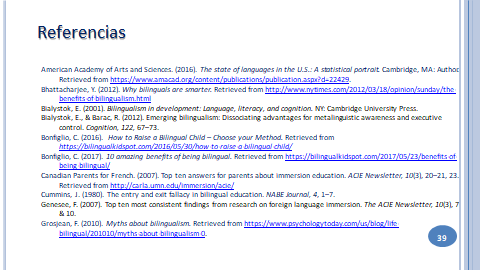 Referencias
American Academy of Arts and Sciences. (2016). The state of languages in the U.S.: A statistical portrait. Cambridge, MA: Author.
Retrieved from https://www.amacad.org/content/publications/publication.aspx?d=22429.
Bhattacharjee, Y. (2012). Why bilinguals are smarter. Retrieved from http://www.nytimes.com/2012/03/18/opinion/sunday/the-
benefits-of-bilingualism.html
Bialystok, E. (2001). Bilingualism in development: Language, literacy, and cognition. NY: Cambridge University Press.
Bialystok, E., & Barac, R. (2012). Emerging bilingualism: Dissociating advantages for metalinguistic awareness and executive
control. Cognition, 122, 67–73.
Bonfiglio, C. (2016). How to Raise a Bilingual Child – Choose your Method. Retrieved from
https://bilingualkidspot.com/2016/05/30/how-to-raise-a-bilingual-child/
Bonfiglio, C. (2017). 10 amazing benefits of being bilingual. Retrieved from https://bilingualkidspot.com/2017/05/23/benefits-of-
being-bilingual/
Canadian Parents for French. (2007). Top ten answers for parents about immersion education. ACIE Newsletter, 10(3), 20–21, 23.
Retrieved from http://carla.umn.edu/immersion/acie/
Cummins, J. (1980). The entry and exit fallacy in bilingual education. NABE Journal, 4, 1–7.
Genesee, F. (2007). Top ten most consistent findings from research on foreign language immersion. The ACIE Newsletter, 10(3), 7
& 10.
Grosjean, F. (2010). Myths about bilingualism. Retrieved from https://www.psychologytoday.com/us/blog/life-
bilingual/201010/myths-about-bilingualism-0.
39